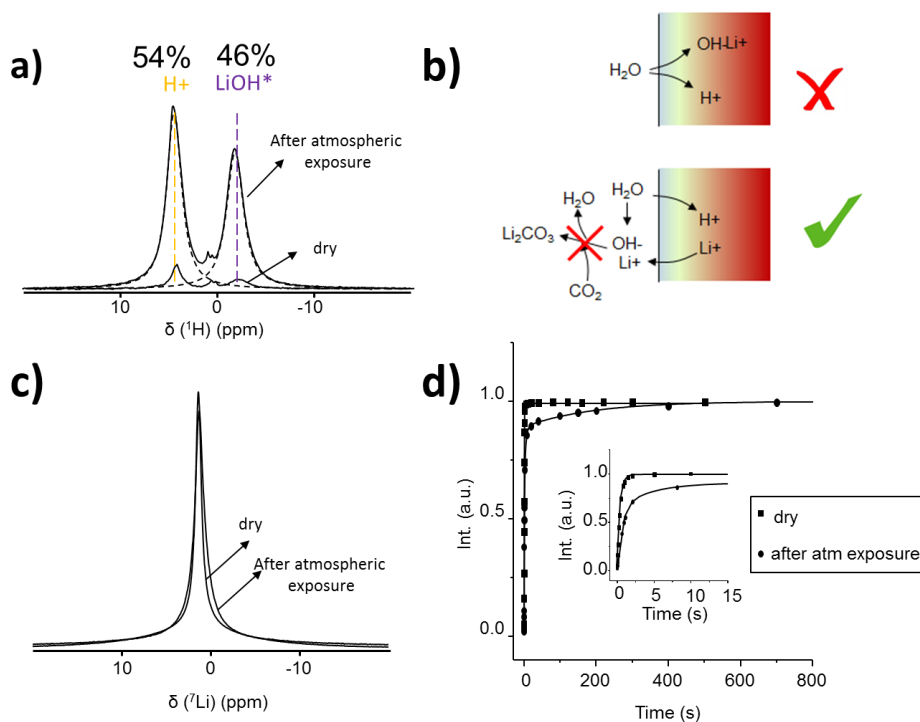 a)
54% 46%
H+ LiOH*
After atmospheric
exposure
dry
10 0 -10
δ (¹H) (ppm)
b)
H₂O
OH-Li+
H+
H₂O
H₂O
H+
Li₂CO₃
OH-
Li+
Li+
CO₂
c)
dry
After atmospheric
exposure
10 0 -10
δ (⁷Li) (ppm)
d)
1.0
0.5
0.0
Int. (a.u.)
1.0
0.5
0.0
Int. (a.u.)
0 5 10 15
Time (s)
0 200 400 600 800
Time (s)
dry
after atm exposure